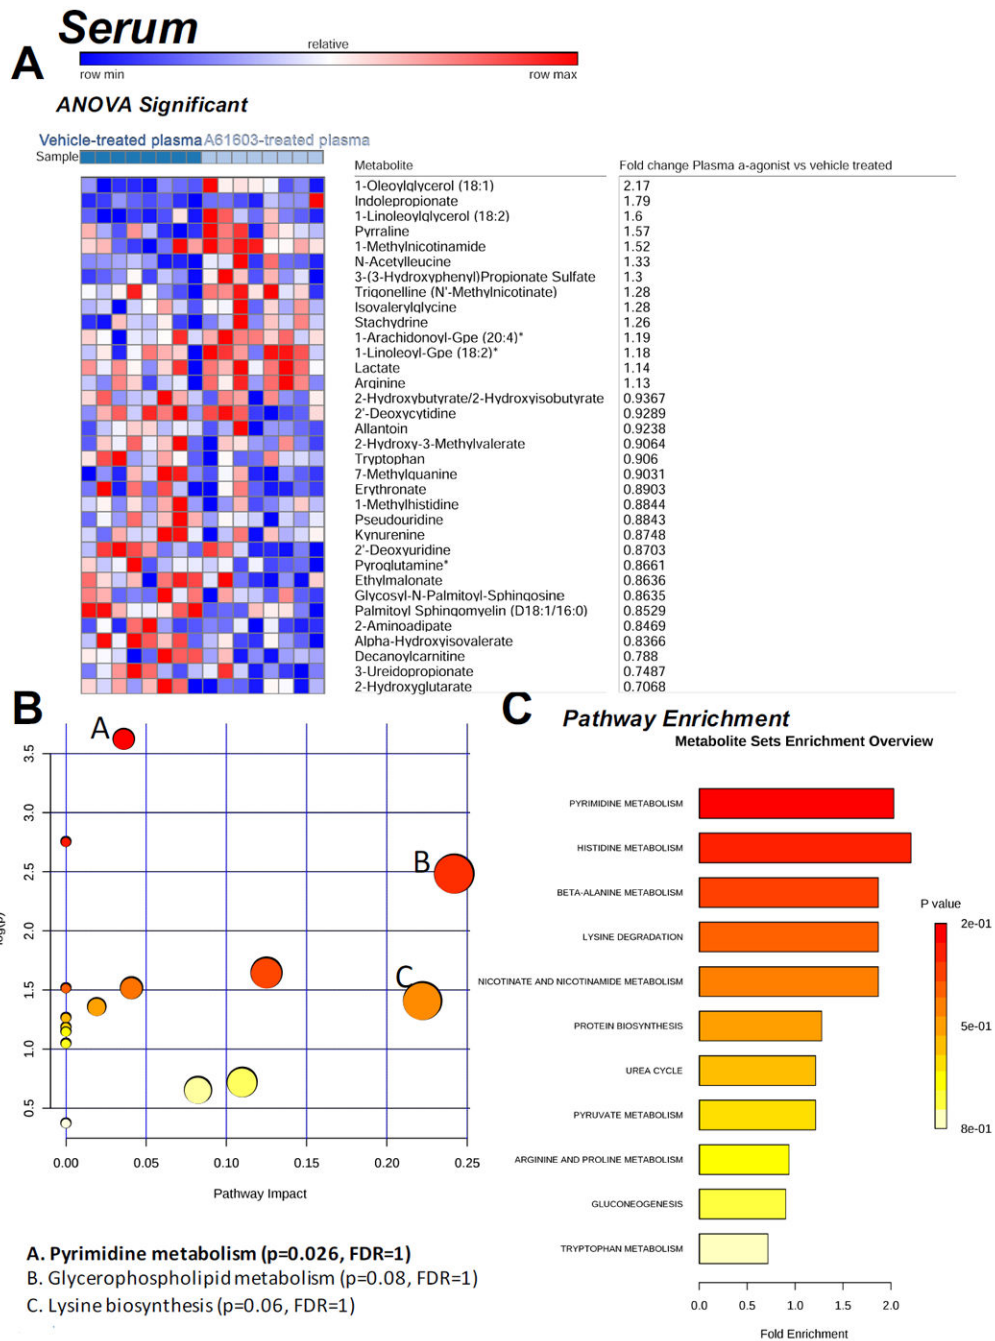 Serum
A
relative
row min row max
ANOVA Significant
Vehicle-treated plasma A61603-treated plasma
Sample
Metabolite Fold change Plasma a-agonist vs vehicle treated
1-Oleoylglycerol (18:1) 2.17
Indolepropionate 1.79
1-Linoleoylglycerol (18:2) 1.6
Pyrraline 1.57
1-Methylnicotinamide 1.52
N-Acetylleucine 1.33
3-(3-Hydroxyphenyl)Propionate Sulfate 1.3
Trigonelline (N'-Methylnicotinate) 1.28
Isovalerylglycine 1.28
Stachydrine 1.26
1-Arachidonoyl-Gpe (20:4)* 1.19
1-Linoleoyl-Gpe (18:2)* 1.18
Lactate 1.14
Arginine 1.13
2-Hydroxybutyrate/2-Hydroxyisobutyrate 0.9367
2'-Deoxycytidine 0.9289
Allantoin 0.9238
2-Hydroxy-3-Methylvalerate 0.9064
Tryptophan 0.906
7-Methylguanine 0.9031
Erythronate 0.8903
1-Methylhistidine 0.8844
Pseudouridine 0.8843
Kynurenine 0.8748
2'-Deoxyuridine 0.8703
Pyroglutamine* 0.8661
Ethylmalonate 0.8636
Glycosyl-N-Palmitoyl-Sphingosine 0.8635
Palmitoyl Sphingomyelin (D18:1/16:0) 0.8529
2-Aminoadipate 0.8469
Alpha-Hydroxyisovalerate 0.8366
Decanoylcarnitine 0.788
3-Ureidopropionate 0.7487
2-Hydroxyglutarate 0.7068
B
A
B
C
3.5
3.0
2.5
2.0
1.5
1.0
0.5
0.00 0.05 0.10 0.15 0.20 0.25
Pathway Impact
A. Pyrimidine metabolism (p=0.026, FDR=1)
B. Glycerophospholipid metabolism (p=0.08, FDR=1)
C. Lysine biosynthesis (p=0.06, FDR=1)
C
Pathway Enrichment
Metabolite Sets Enrichment Overview
PYRIMIDINE METABOLISM
HISTIDINE METABOLISM
BETA-ALANINE METABOLISM
LYSINE DEGRADATION
NICOTINATE AND NICOTINAMIDE METABOLISM
PROTEIN BIOSYNTHESIS
UREA CYCLE
PYRUVATE METABOLISM
ARGININE AND PROLINE METABOLISM
GLUCONEOGENESIS
TRYPTOPHAN METABOLISM
0.0 0.5 1.0 1.5 2.0
Fold Enrichment
P value
2e-01
5e-01
8e-01